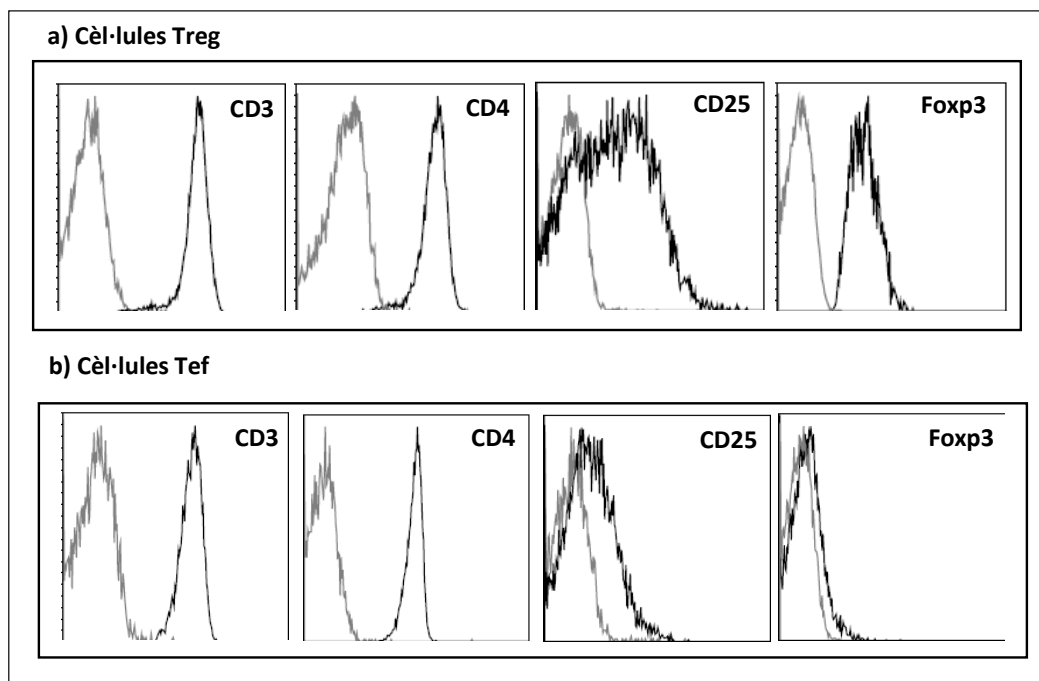 a) Cèl·lules Treg
CD3
CD4
CD25
Foxp3
b) Cèl·lules Tef
CD3
CD4
CD25
Foxp3